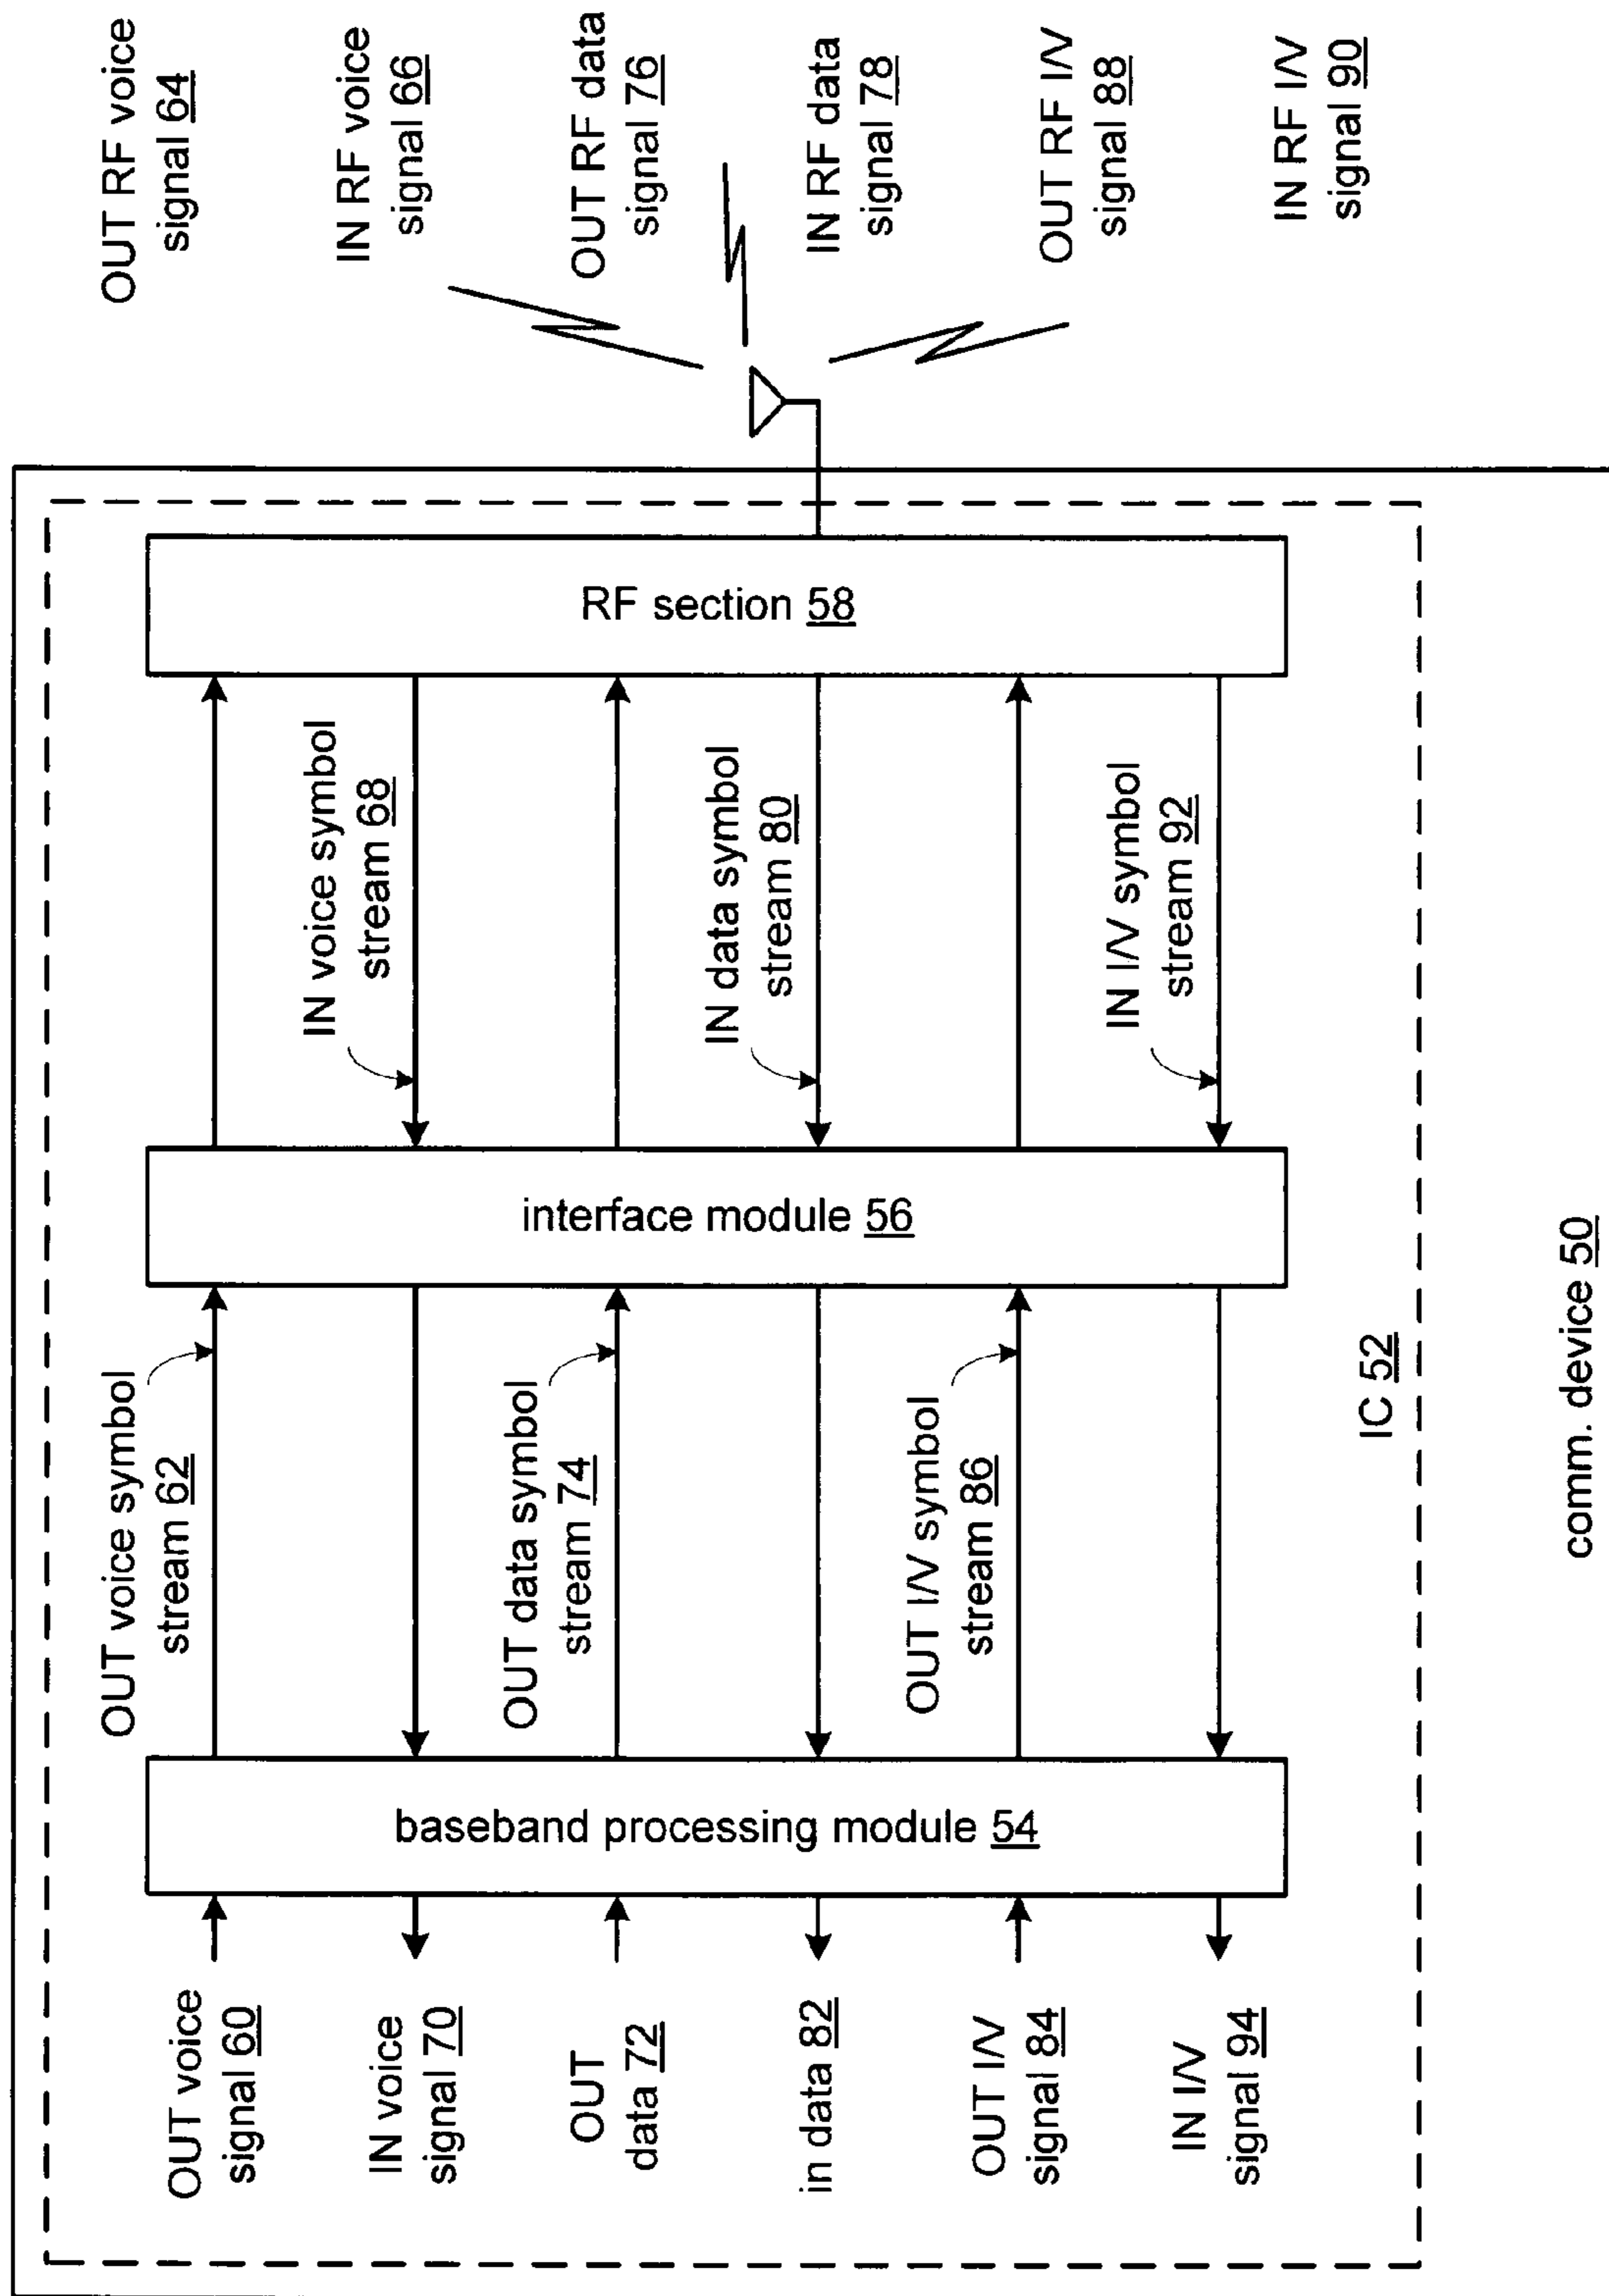 OUT RF voice
signal 64
IN RF voice
signal 66
OUT RF data
signal 76
IN RF data
signal 78
OUT RF I/V
signal 88
IN RF I/V
signal 90
RF section 58
IN voice symbol
stream 68
IN data symbol
stream 80
IN I/V symbol
stream 92
interface module 56
OUT voice symbol
stream 62
OUT data symbol
stream 74
OUT I/V symbol
stream 86
baseband processing module 54
OUT voice
signal 60
IN voice
signal 70
OUT
data 72
in data 82
OUT I/V
signal 84
IN I/V
signal 94
IC 52
comm. device 50